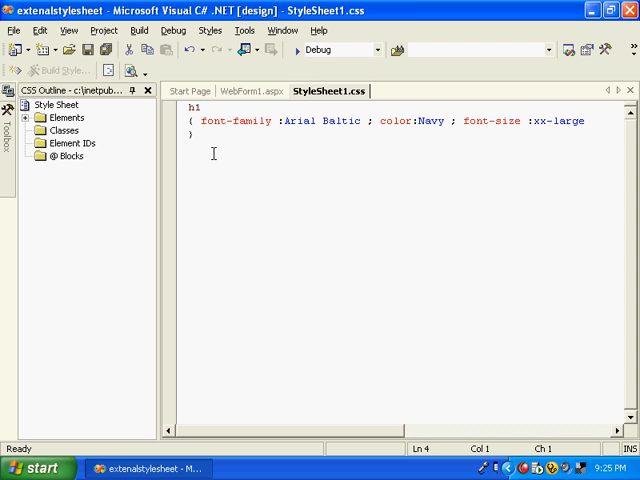 extenalstylesheet - Microsoft Visual C# .NET [design] - StyleSheet1.css
File Edit View Project Build Debug Styles Tools Window Help
Debug
Build Style...
CSS Outline - c:\inetpub...
Start Page WebForm1.aspx StyleSheet1.css
Toolbox
Style Sheet
Elements
Classes
Element IDs
@ Blocks
h1
{ font-family :Arial Baltic ; color:Navy ; font-size :xx-large
}
Ready Ln 4 Col 1 Ch 1 INS
start extenalstylesheet - M... 9:25 PM